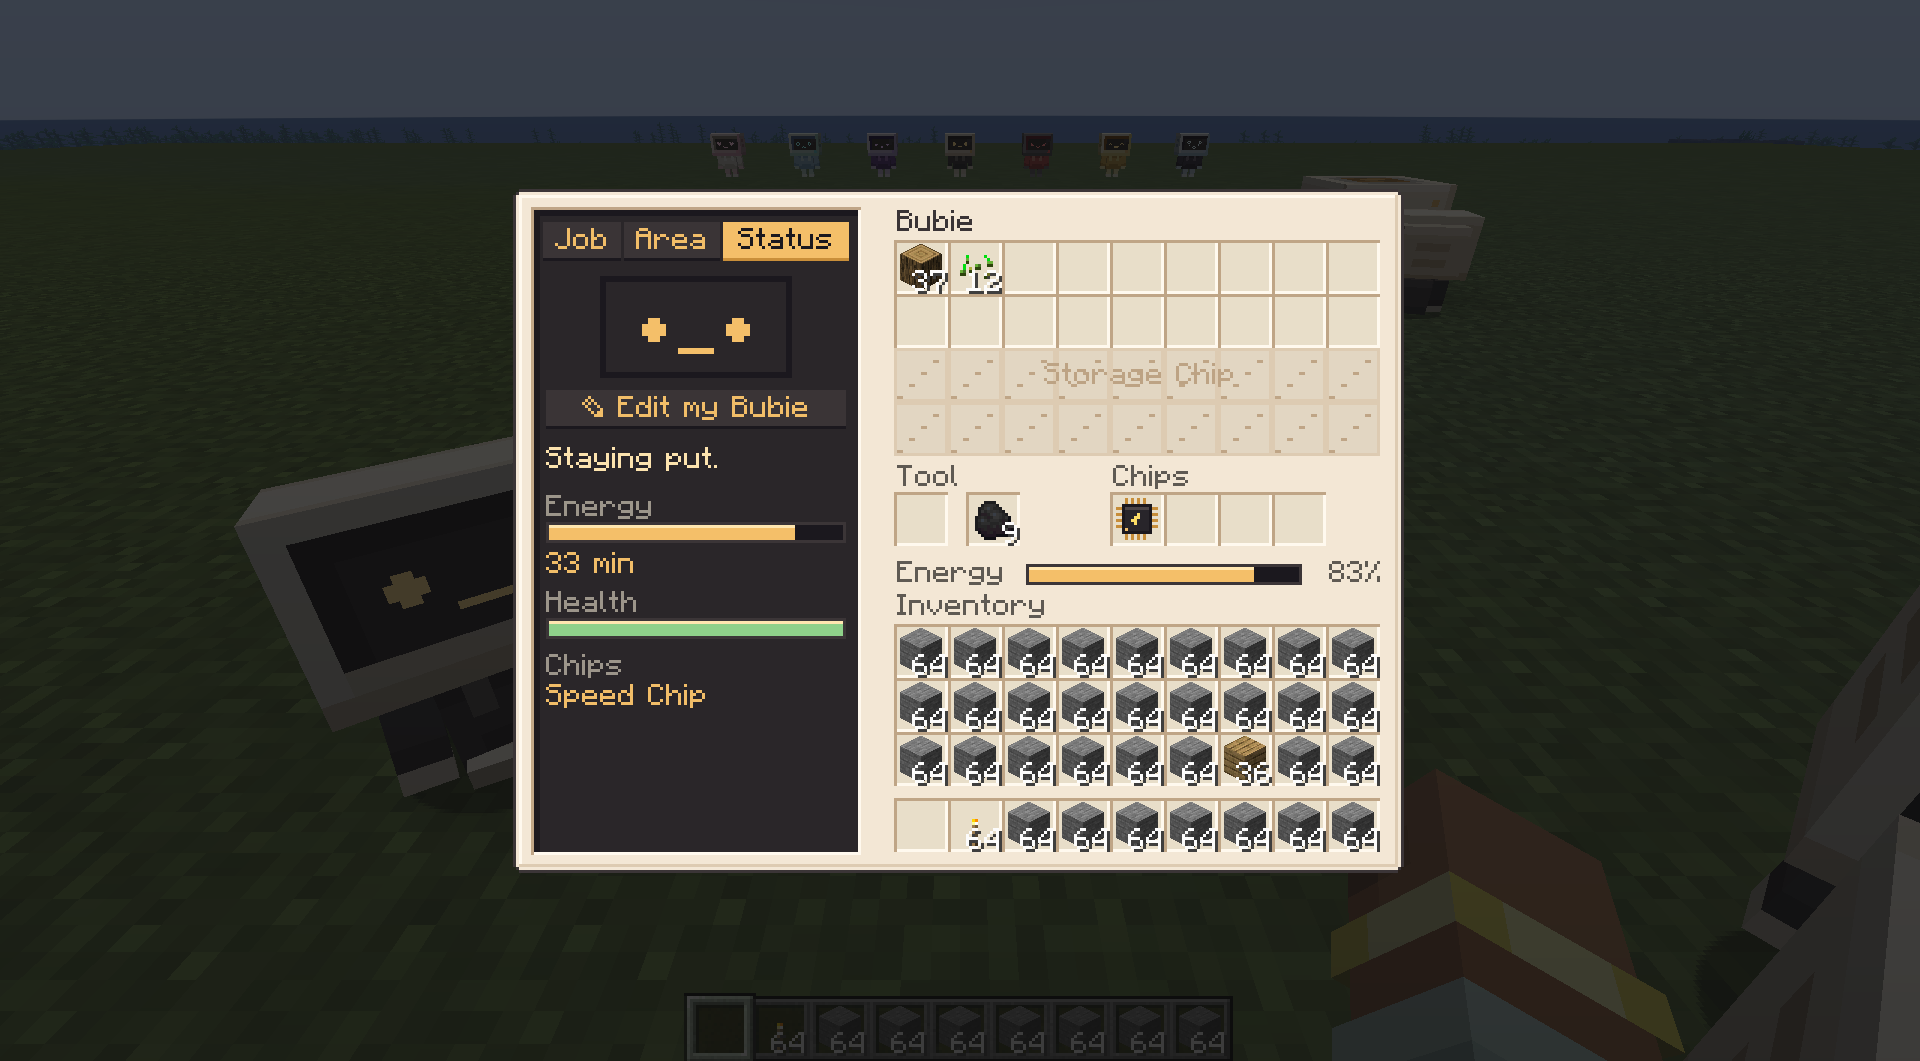 Job Area Status
Edit my Bubie
Staying put.
Energy
33 min
Health
Chips
Speed Chip
Bubie
37 12
Storage Chip
Tool Chips
9
Energy 83%
Inventory
64 64 64 64 64 64 64 64 64
64 64 64 64 64 64 64 64 64
64 64 64 64 64 64 36 64 64
64 64 64 64 64 64 64 64
64 64 64 64 64 64 64 64